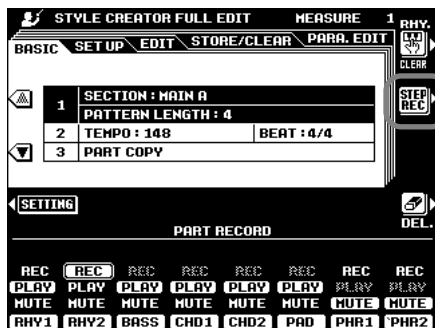 STYLE CREATOR FULL EDIT MEASURE 1 RHY.
BASIC SET UP EDIT STORE/CLEAR PARA. EDIT
CLEAR
1 SECTION : MAIN A
PATTERN LENGTH : 4
STEP REC
2 TEMPO : 148 BEAT : 4/4
3 PART COPY
SETTING
DEL.
PART RECORD
REC REC REC REC REC REC REC REC
PLAY PLAY PLAY PLAY PLAY PLAY PLAY PLAY
MUTE MUTE MUTE MUTE MUTE MUTE MUTE MUTE
RHY1 RHY2 BASS CHD1 CHD2 PAD PHR1 PHR2